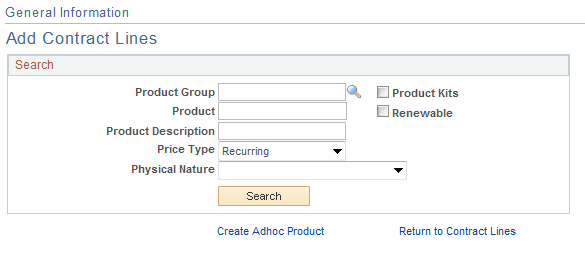 General Information
Add Contract Lines
Search
Product Group
Product Kits
Product
Renewable
Product Description
Price Type Recurring
Physical Nature
Search
Create Adhoc Product Return to Contract Lines